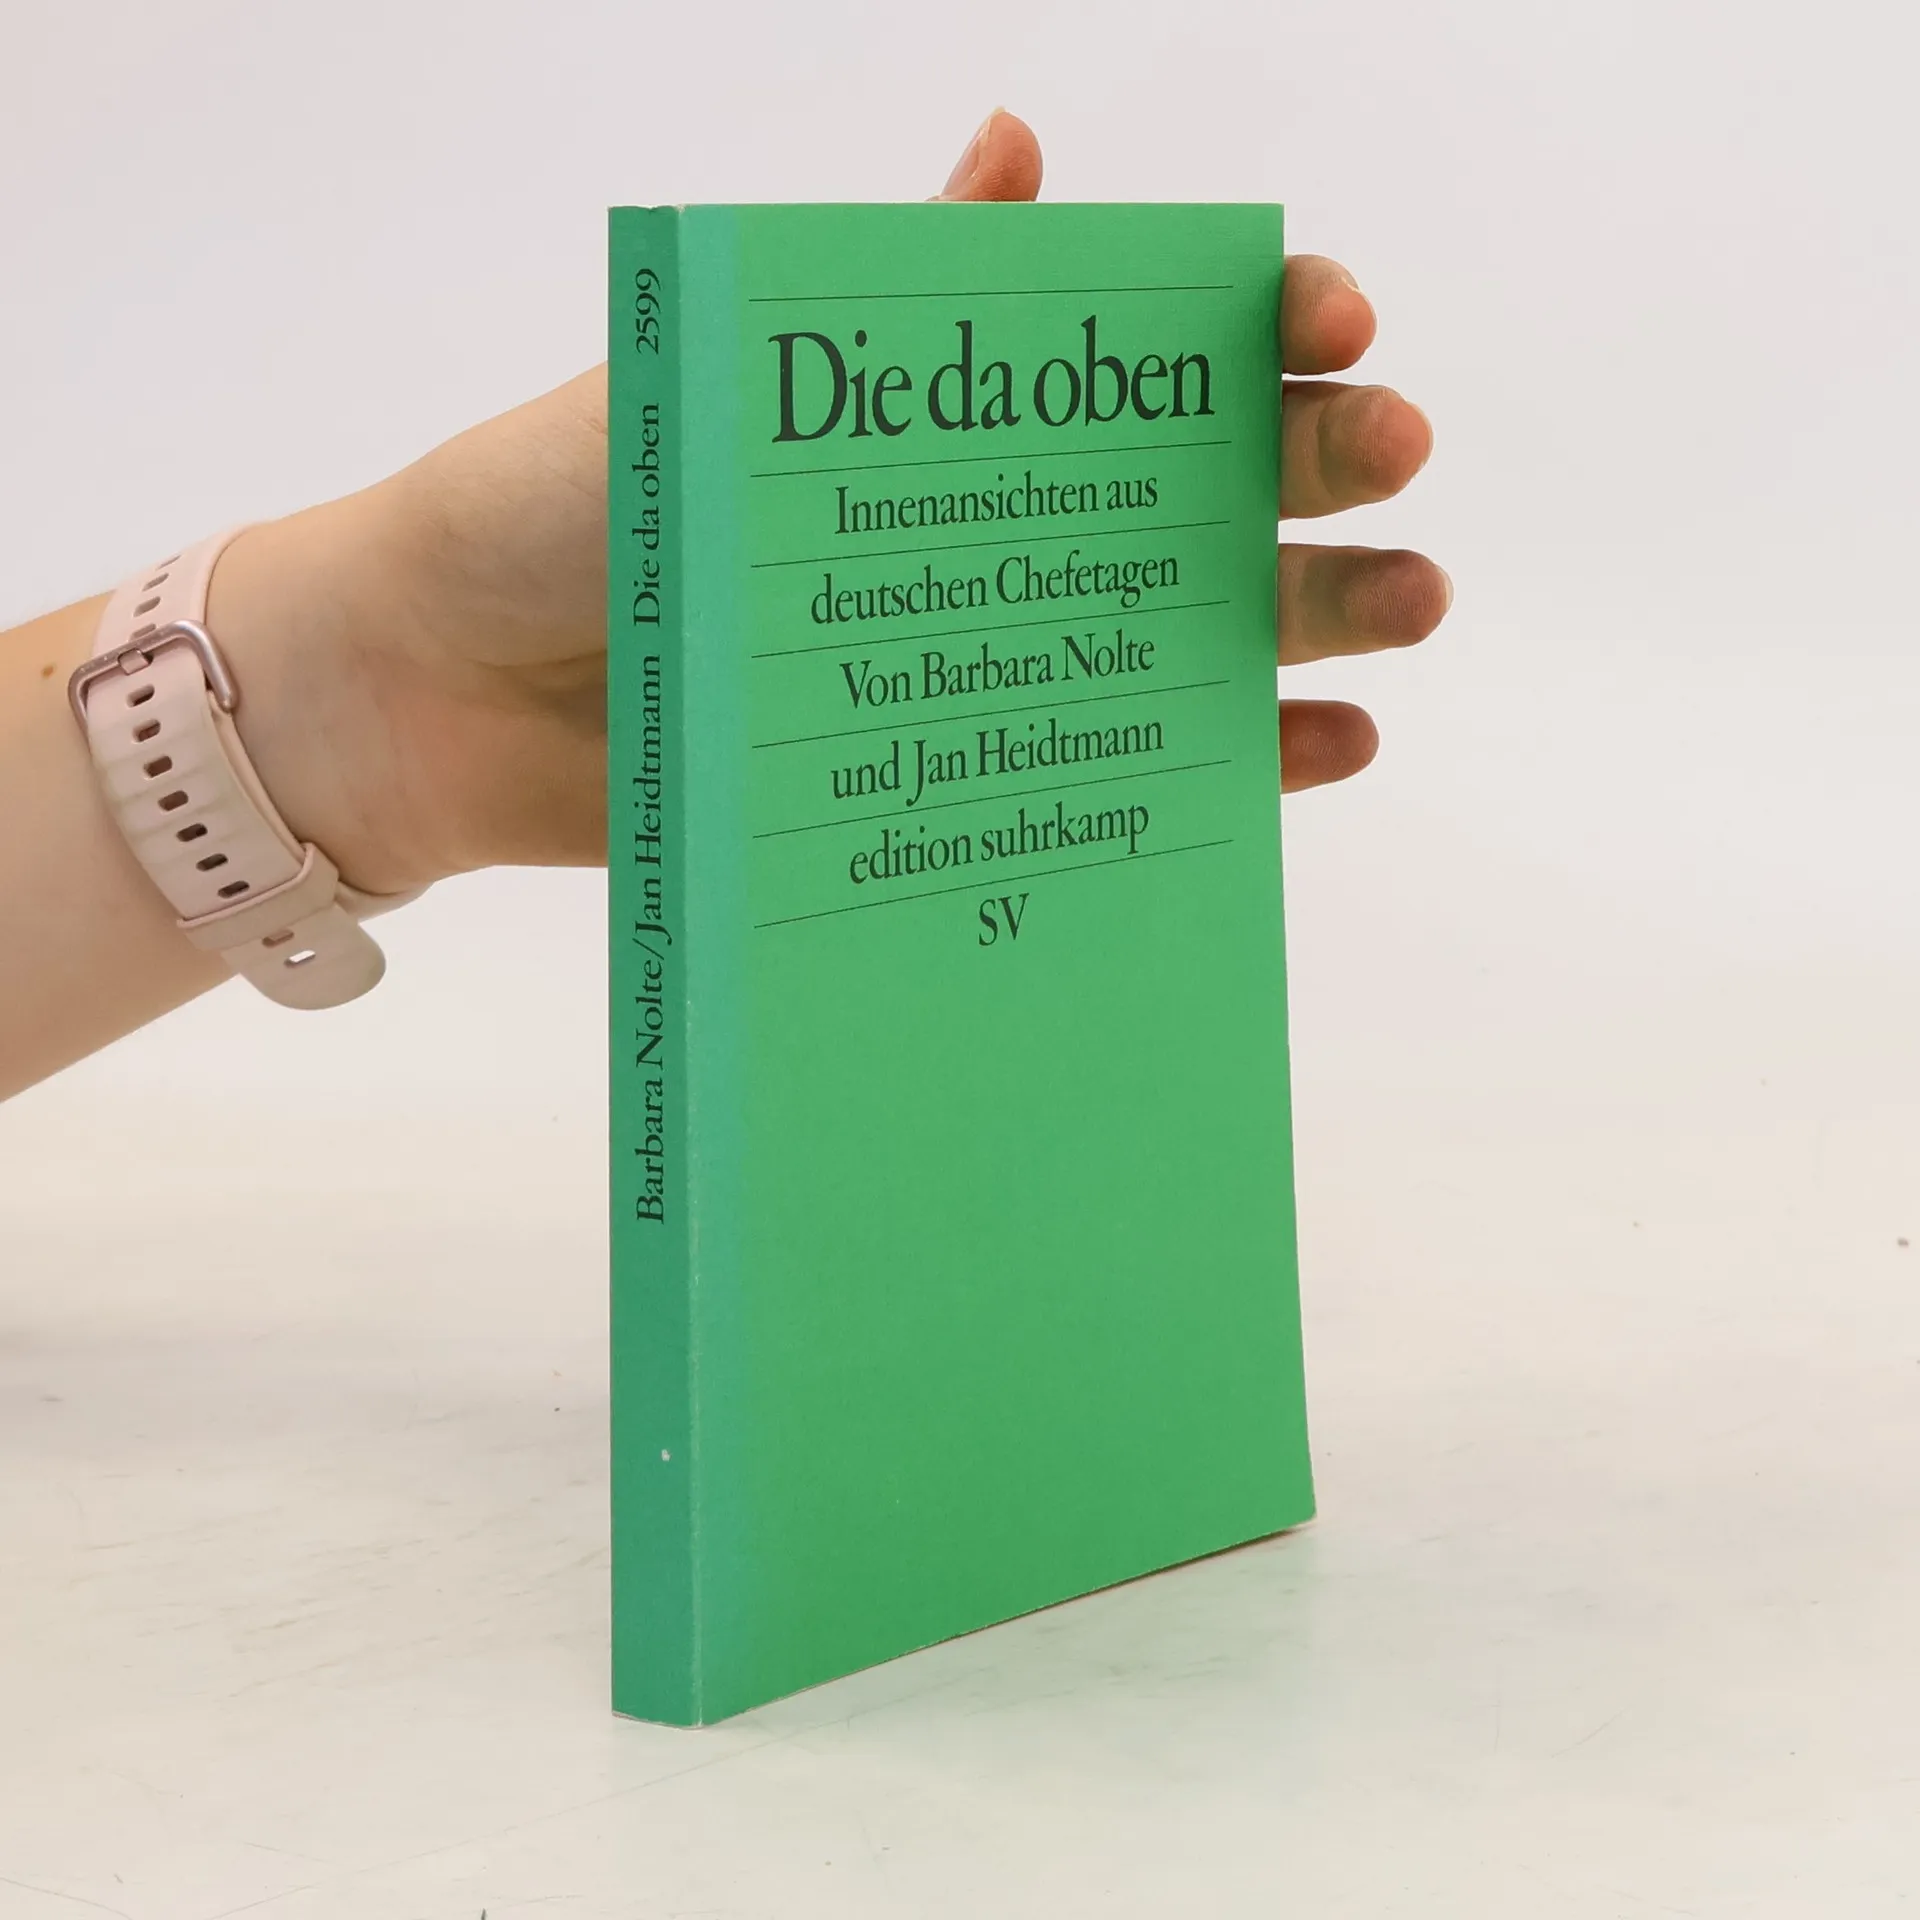 Barbara Nolte/Jan Heidtmann Die da oben 2599
Die da oben
Innenansichten aus
deutschen Chefetagen
Von Barbara Nolte
und Jan Heidtmann
edition suhrkamp
SV